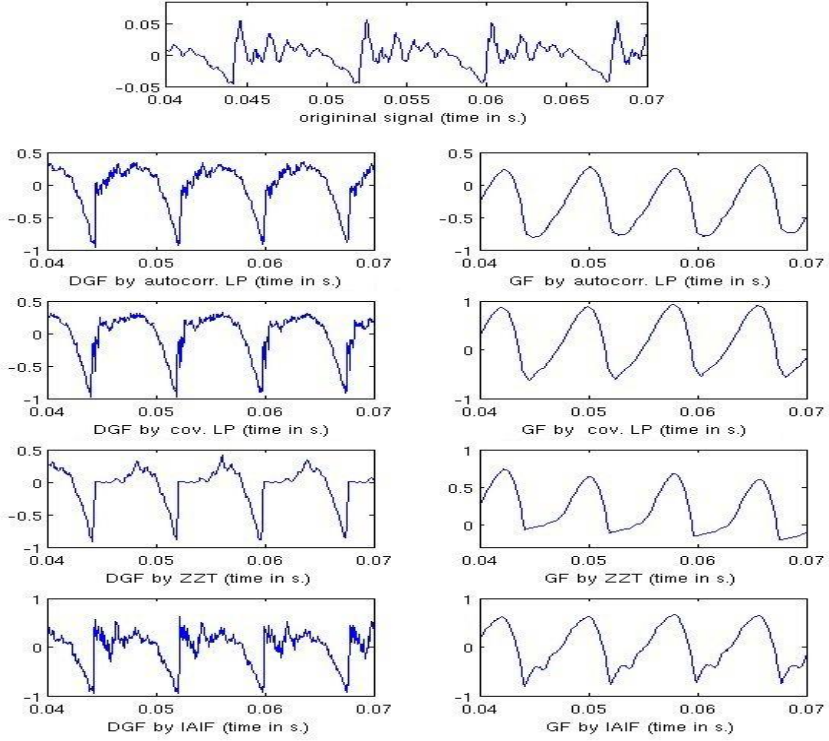 0.05
0
-0.05
0.04 0.045 0.05 0.055 0.06 0.065 0.07
origininal signal (time in s.)
0.5
0
-0.5
-1
0.04 0.05 0.06 0.07
DGF by autocorr. LP (time in s.)
0.5
0
-0.5
-1
0.04 0.05 0.06 0.07
GF by autocorr. LP (time in s.)
0.5
0
-0.5
-1
0.04 0.05 0.06 0.07
DGF by cov. LP (time in s.)
1
0
-1
0.04 0.05 0.06 0.07
GF by cov. LP (time in s.)
0.5
0
-0.5
-1
0.04 0.05 0.06 0.07
DGF by ZZT (time in s.)
1
0.5
0
0.04 0.05 0.06 0.07
GF by ZZT (time in s.)
1
0
-1
0.04 0.05 0.06 0.07
DGF by IAIF (time in s.)
1
0
-1
0.04 0.05 0.06 0.07
GF by IAIF (time in s.)